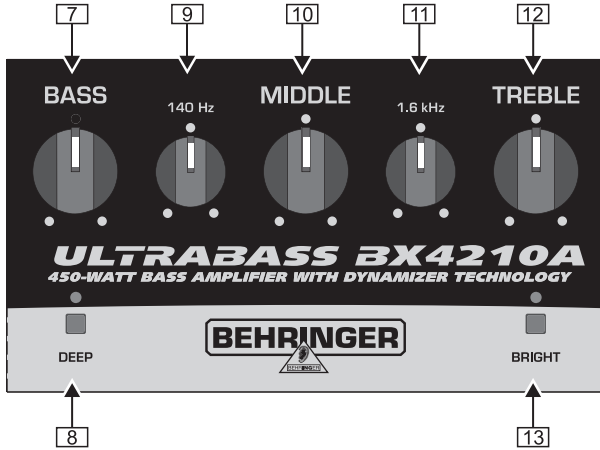 7 9 10 11 12
BASS 140 Hz MIDDLE 1.6 kHz TREBLE
ULTRABASS BX4210A
450-WATT BASS AMPLIFIER WITH DYNAMIZER TECHNOLOGY
BEHRINGER
BEHRINGER
DEEP BRIGHT
8 13